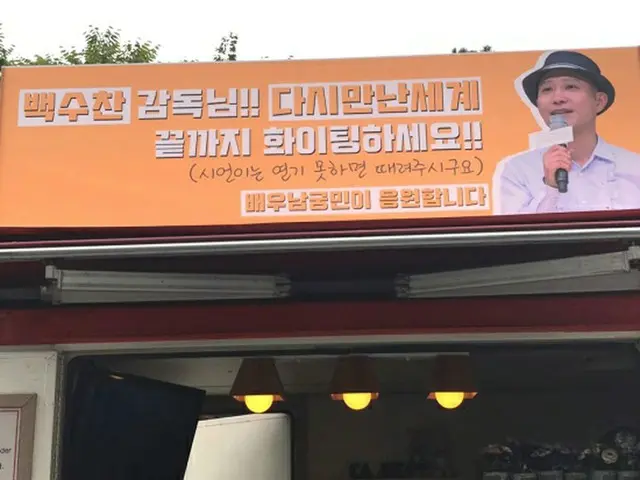 백수찬 감독님!! 다시만난세계
끝까지 화이팅하세요!!
(시언이는 연기 못하면 때려주시구요)
배우남궁민이 응원합니다
der
d.